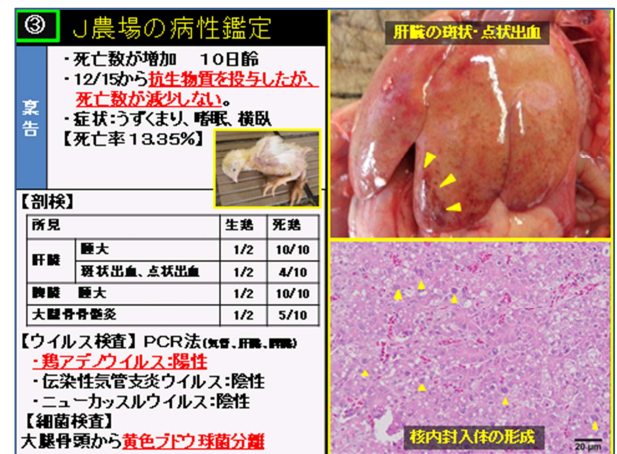 ③ J農場の病性鑑定
稟告
・死亡数が増加　10日齢
・12/15から抗生物質を投与したが、
死亡数が減少しない。
・症状:うずくまり、嗜眠、横臥
【死亡率13.35%】
【剖検】
所見 生鶏 死鶏
肝臓 腫大 1/2 10/10
斑状出血、点状出血 1/2 4/10
脾臓 腫大 1/2 10/10
大腿骨骨髄炎 1/2 5/10
【ウイルス検査】PCR法(気管、肝臓、脾臓)
・鶏アデノウイルス:陽性
・伝染性気管支炎ウイルス:陰性
・ニューカッスルウイルス:陰性
【細菌検査】
大腿骨頭から黄色ブドウ球菌分離
肝臓の斑状・点状出血
核内封入体の形成
20 μm